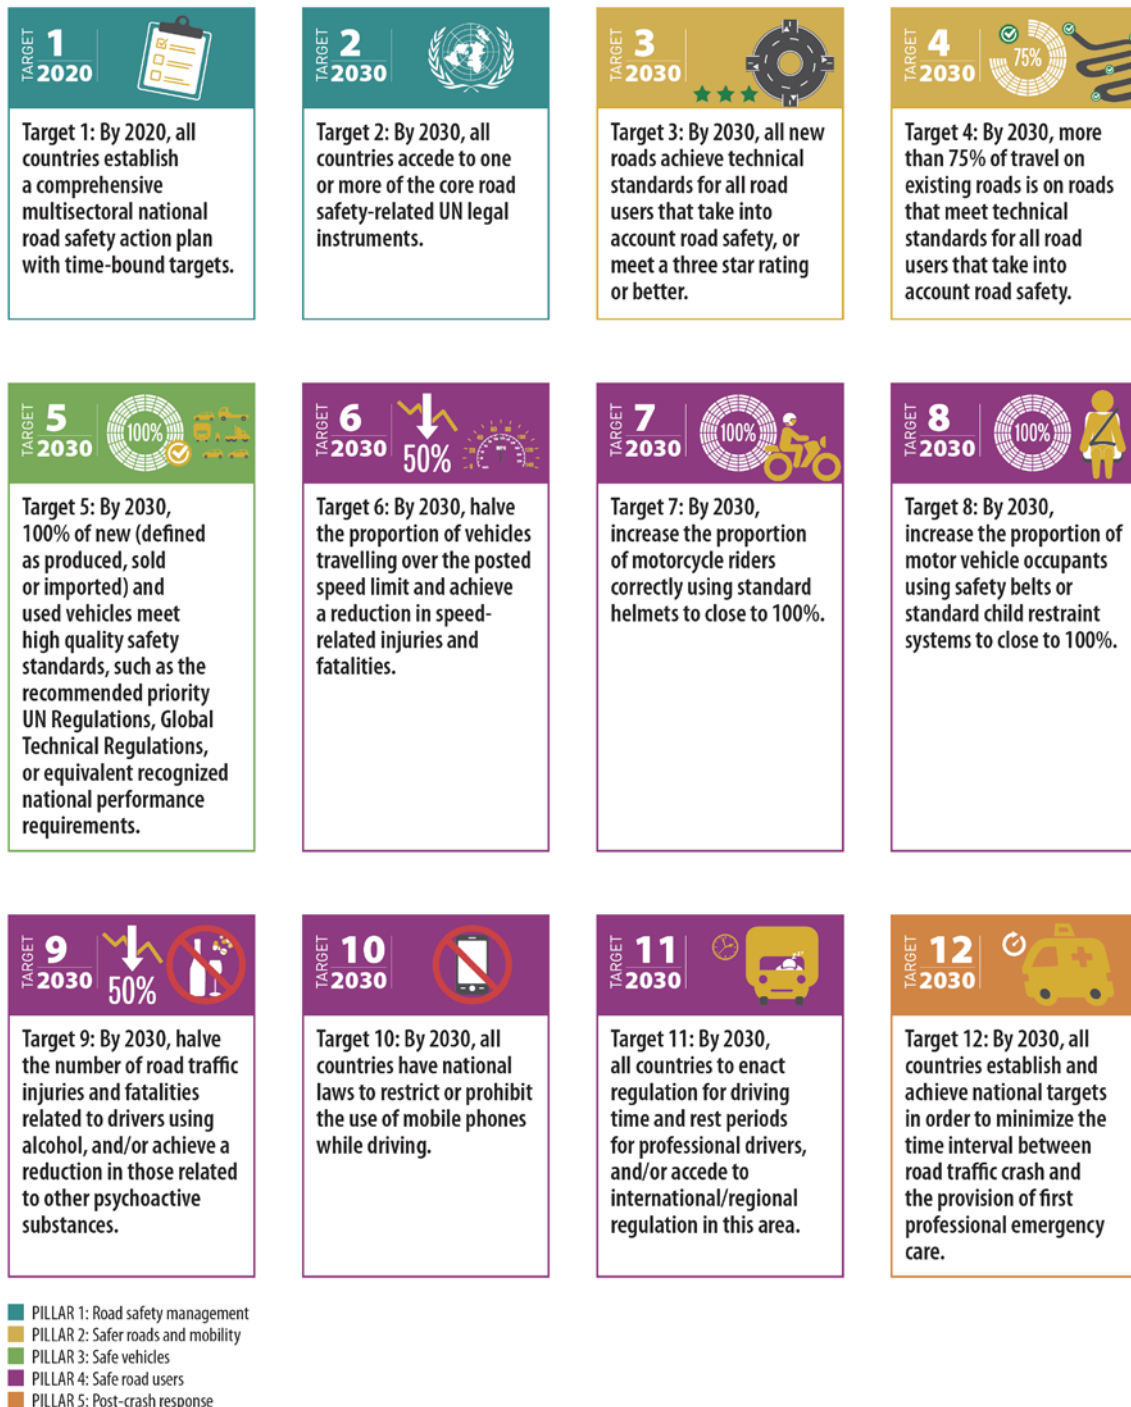 TARGET 1 2020
Target 1: By 2020, all
countries establish
a comprehensive
multisectoral national
road safety action plan
with time-bound targets.
TARGET 2 2030
Target 2: By 2030, all
countries accede to one
or more of the core road
safety-related UN legal
instruments.
TARGET 3 2030
Target 3: By 2030, all new
roads achieve technical
standards for all road
users that take into
account road safety, or
meet a three star rating
or better.
TARGET 4 2030
75%
Target 4: By 2030, more
than 75% of travel on
existing roads is on roads
that meet technical
standards for all road
users that take into
account road safety.
TARGET 5 2030
100%
Target 5: By 2030,
100% of new (defined
as produced, sold
or imported) and
used vehicles meet
high quality safety
standards, such as the
recommended priority
UN Regulations, Global
Technical Regulations,
or equivalent recognized
national performance
requirements.
TARGET 6 2030
50%
Target 6: By 2030, halve
the proportion of vehicles
travelling over the posted
speed limit and achieve
a reduction in speed-
related injuries and
fatalities.
TARGET 7 2030
100%
Target 7: By 2030,
increase the proportion
of motorcycle riders
correctly using standard
helmets to close to 100%.
TARGET 8 2030
100%
Target 8: By 2030,
increase the proportion of
motor vehicle occupants
using safety belts or
standard child restraint
systems to close to 100%.
TARGET 9 2030
50%
Target 9: By 2030, halve
the number of road traffic
injuries and fatalities
related to drivers using
alcohol, and/or achieve a
reduction in those related
to other psychoactive
substances.
TARGET 10 2030
Target 10: By 2030, all
countries have national
laws to restrict or prohibit
the use of mobile phones
while driving.
TARGET 11 2030
Target 11: By 2030,
all countries to enact
regulation for driving
time and rest periods
for professional drivers,
and/or accede to
international/regional
regulation in this area.
TARGET 12 2030
Target 12: By 2030, all
countries establish and
achieve national targets
in order to minimize the
time interval between
road traffic crash and
the provision of first
professional emergency
care.
PILLAR 1: Road safety management
PILLAR 2: Safer roads and mobility
PILLAR 3: Safe vehicles
PILLAR 4: Safe road users
PILLAR 5: Post-crash response